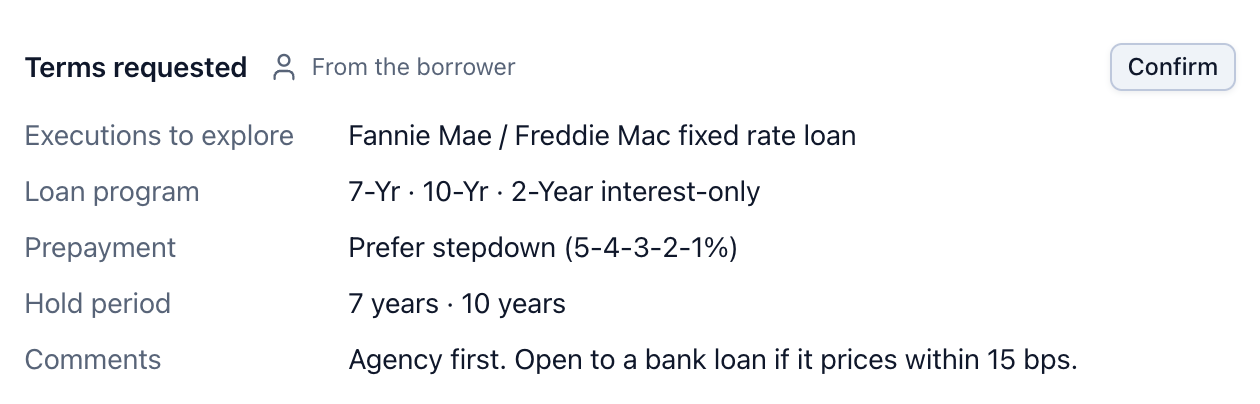 Terms requested From the borrower Confirm
Executions to explore Fannie Mae / Freddie Mac fixed rate loan
Loan program 7-Yr · 10-Yr · 2-Year interest-only
Prepayment Prefer stepdown (5-4-3-2-1%)
Hold period 7 years · 10 years
Comments Agency first. Open to a bank loan if it prices within 15 bps.